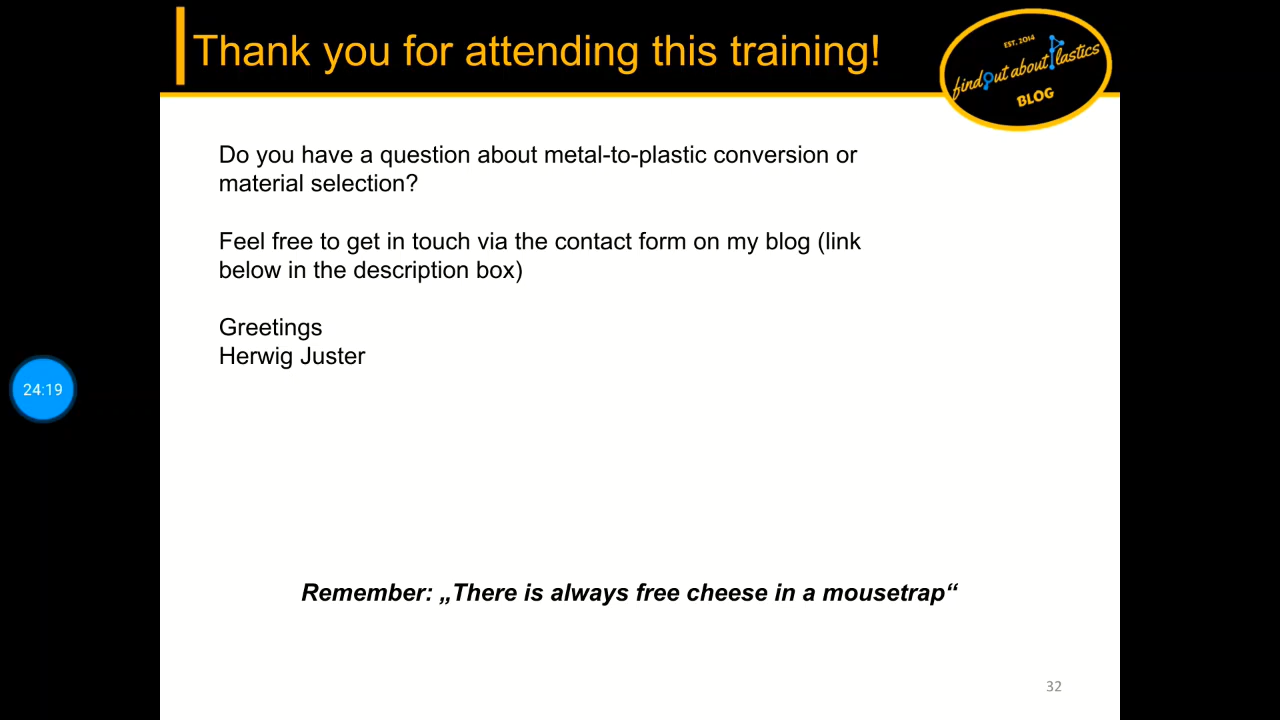 Thank you for attending this training!
EST. 2014
findOut about Plastics
BLOG
Do you have a question about metal-to-plastic conversion or
material selection?
Feel free to get in touch via the contact form on my blog (link
below in the description box)
Greetings
Herwig Juster
24:19
Remember: „There is always free cheese in a mousetrap“
32